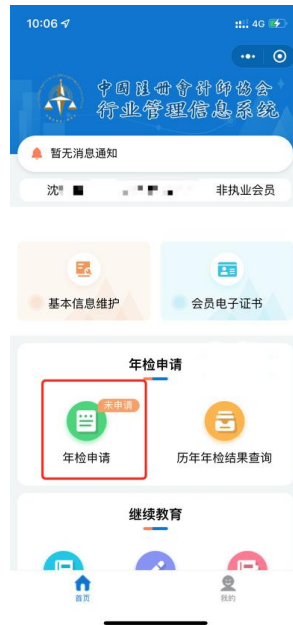 10:06
4G
中国注册会计师协会
行业管理信息系统
暂无消息通知
沈 非执业会员
基本信息维护 会员电子证书
年检申请
未申请
年检申请 历年年检结果查询
继续教育
首页 我的